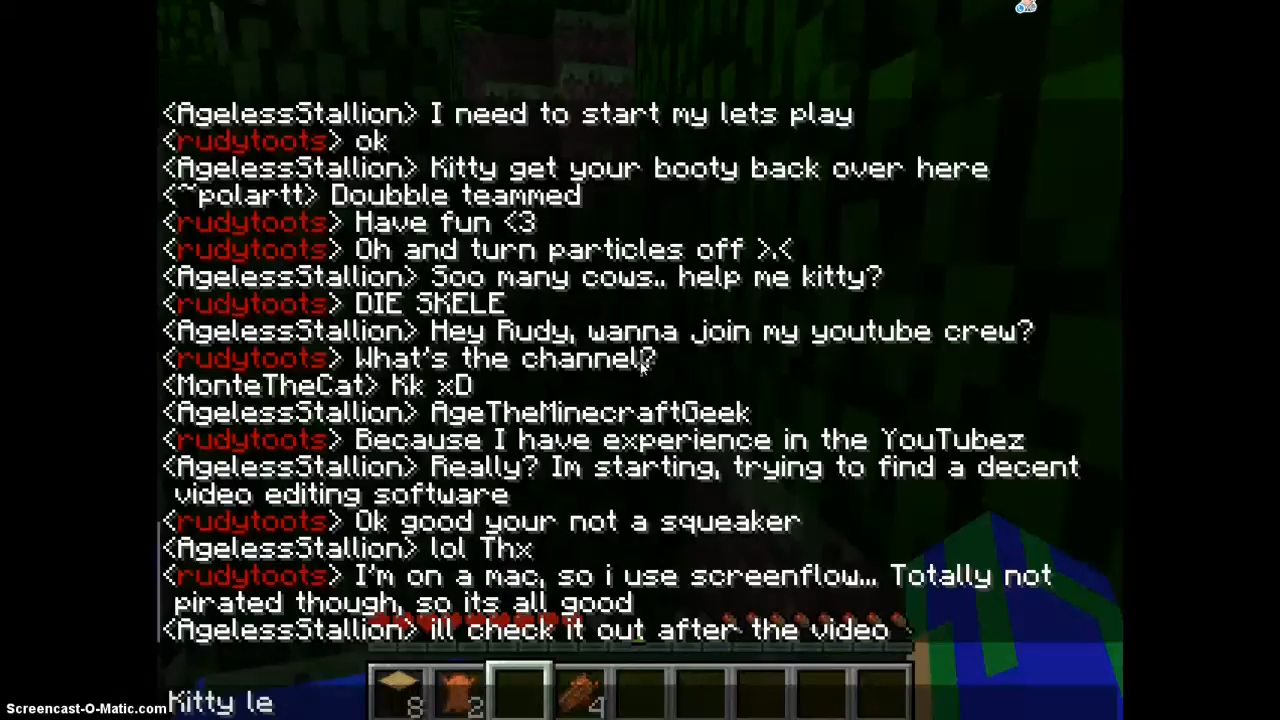 <AgelessStallion> I need to start my lets play
<rudytoots> ok
<AgelessStallion> Kitty get your booty back over here
<~polartt> Doubble teammed
<rudytoots> Have fun <3
<rudytoots> Oh and turn particles off >.<
<AgelessStallion> Soo many cows.. help me kitty?
<rudytoots> DIE SKELE
<AgelessStallion> Hey Rudy, wanna join my youtube crew?
<rudytoots> What's the channel?
<MonteTheCat> Kk xD
<AgelessStallion> AgeTheMinecraftGeek
<rudytoots> Because I have experience in the YouTubez
<AgelessStallion> Really? Im starting, trying to find a decent
video editing software
<rudytoots> Ok good your not a squeaker
<AgelessStallion> lol Thx
<rudytoots> I'm on a mac, so i use screenflow... Totally not
pirated though, so its all good
<AgelessStallion> ill check it out after the video
8 2 4
Kitty le
Screencast-O-Matic.com